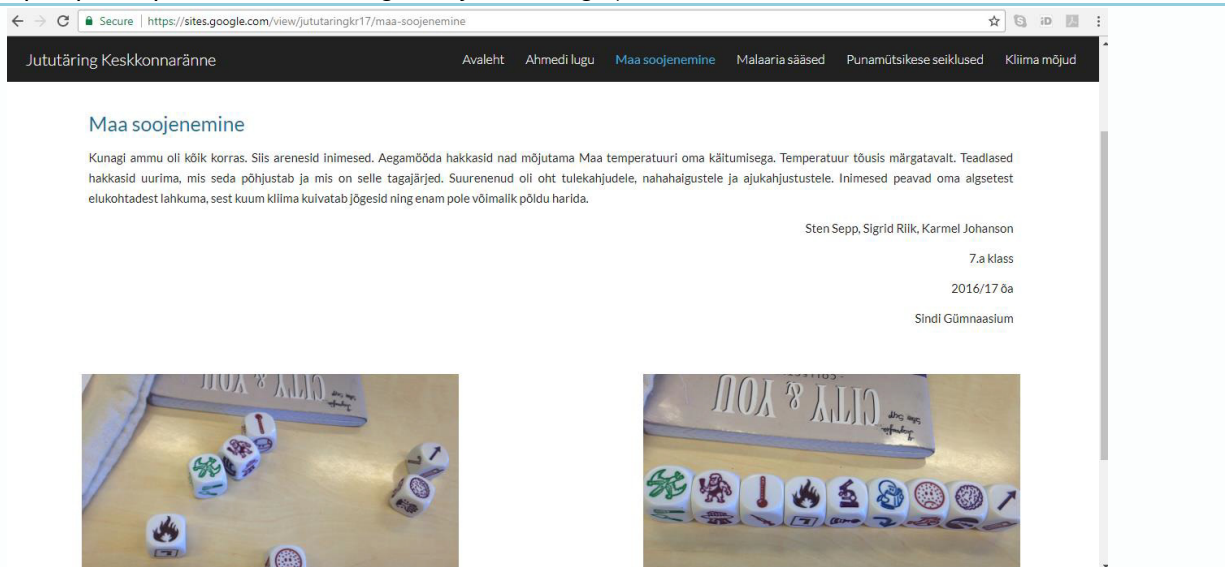 Secure | https://sites.google.com/view/jututaringkr17/maa-soojenemine
Jututäring Keskkonnaränne
Avaleht Ahmedi lugu Maa soojenemine Malaaria sääsed Punamütsikese seiklused Kliima mõjud
Maa soojenemine
Kunagi ammu oli kõik korras. Siis arenesid inimesed. Aegamööda hakkasid nad mõjutama Maa temperatuuri oma käitumisega. Temperatuur tõusis märgatavalt. Teadlased
hakkasid uurima, mis seda põhjustab ja mis on selle tagajärjed. Suurenenud oli oht tulekahjudele, nahahaigustele ja ajukahjustustele. Inimesed peavad oma algsetest
elukohtadest lahkuma, sest kuum kliima kuivatab jõgesid ning enam pole võimalik põldu harida.
Sten Sepp, Sigrid Riik, Karmel Johanson
7.a klass
2016/17 õa
Sindi Gümnaasium
CITY & YOU
CITY & YOU